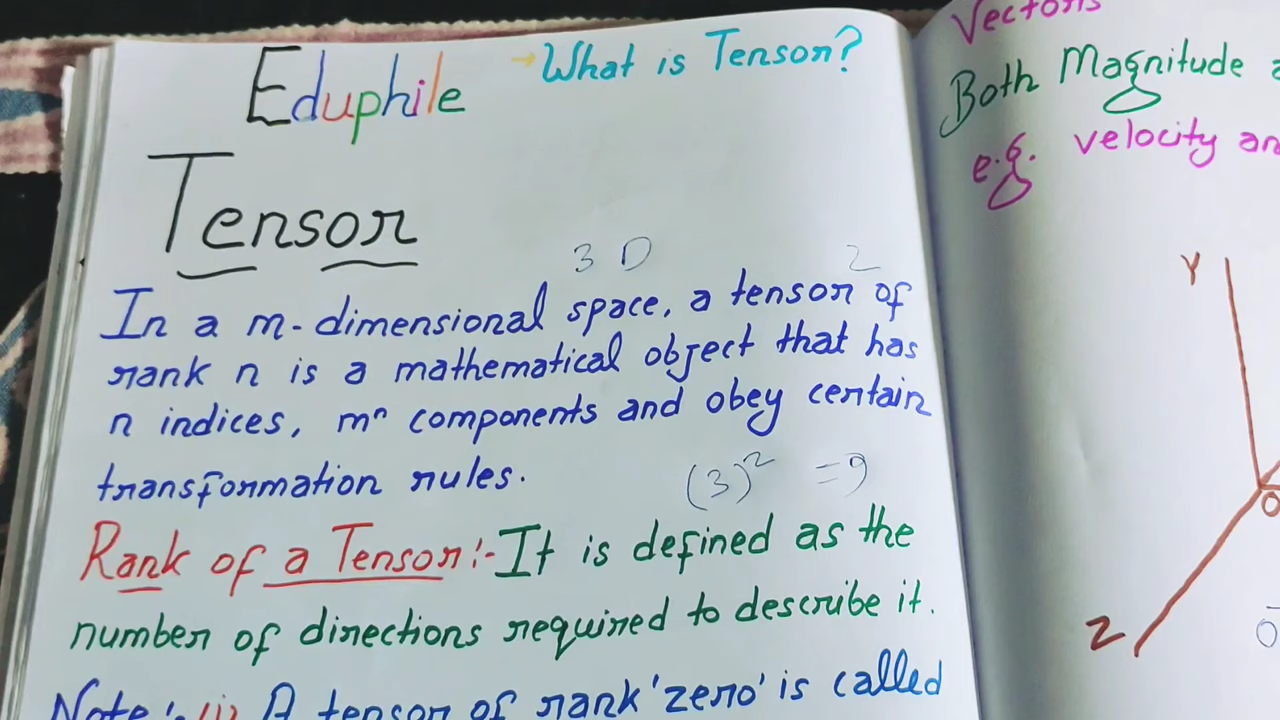 Eduphile → What is Tensor?
Tensor
3 D 2
In a m-dimensional space, a tensor of
rank n is a mathematical object that has
n indices, mⁿ components and obey certain
transformation rules. (3)² =9
Rank of a Tensor:- It is defined as the
number of directions required to describe it.
Note:- (i) A tensor of rank 'zero' is called
Vectors
Both Magnitude
e.g. velocity an
Y
O
Z